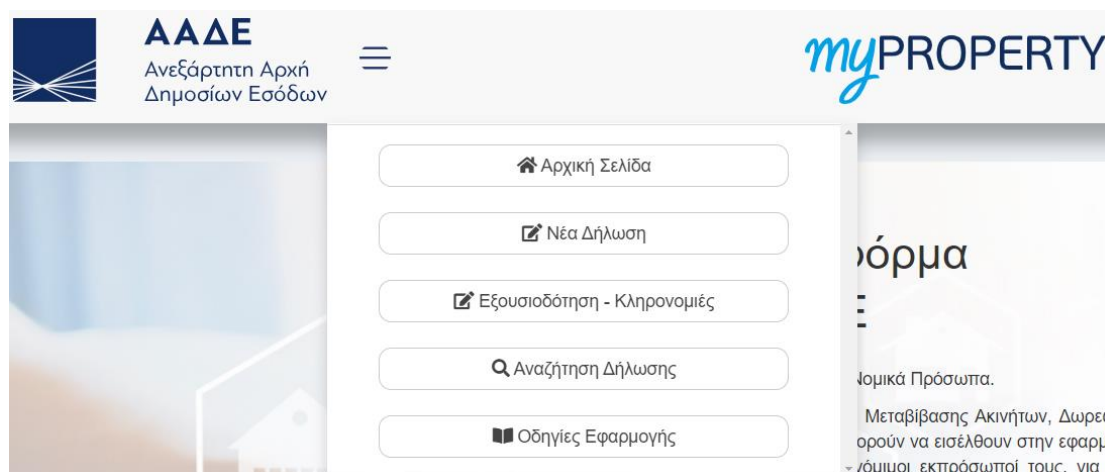 ΑΑΔΕ
Ανεξάρτητη Αρχή
Δημοσίων Εσόδων
myPROPERTY
Αρχική Σελίδα
Νέα Δήλωση
Εξουσιοδότηση - Κληρονομιές
Αναζήτηση Δήλωσης
Οδηγίες Εφαρμογής
όρμα
Ε
Νομικά Πρόσωπα.
Μεταβίβασης Ακινήτων, Δωρε
ορούν να εισέλθουν στην εφαρμ
νόμιμοι εκπρόσωποί τους, για